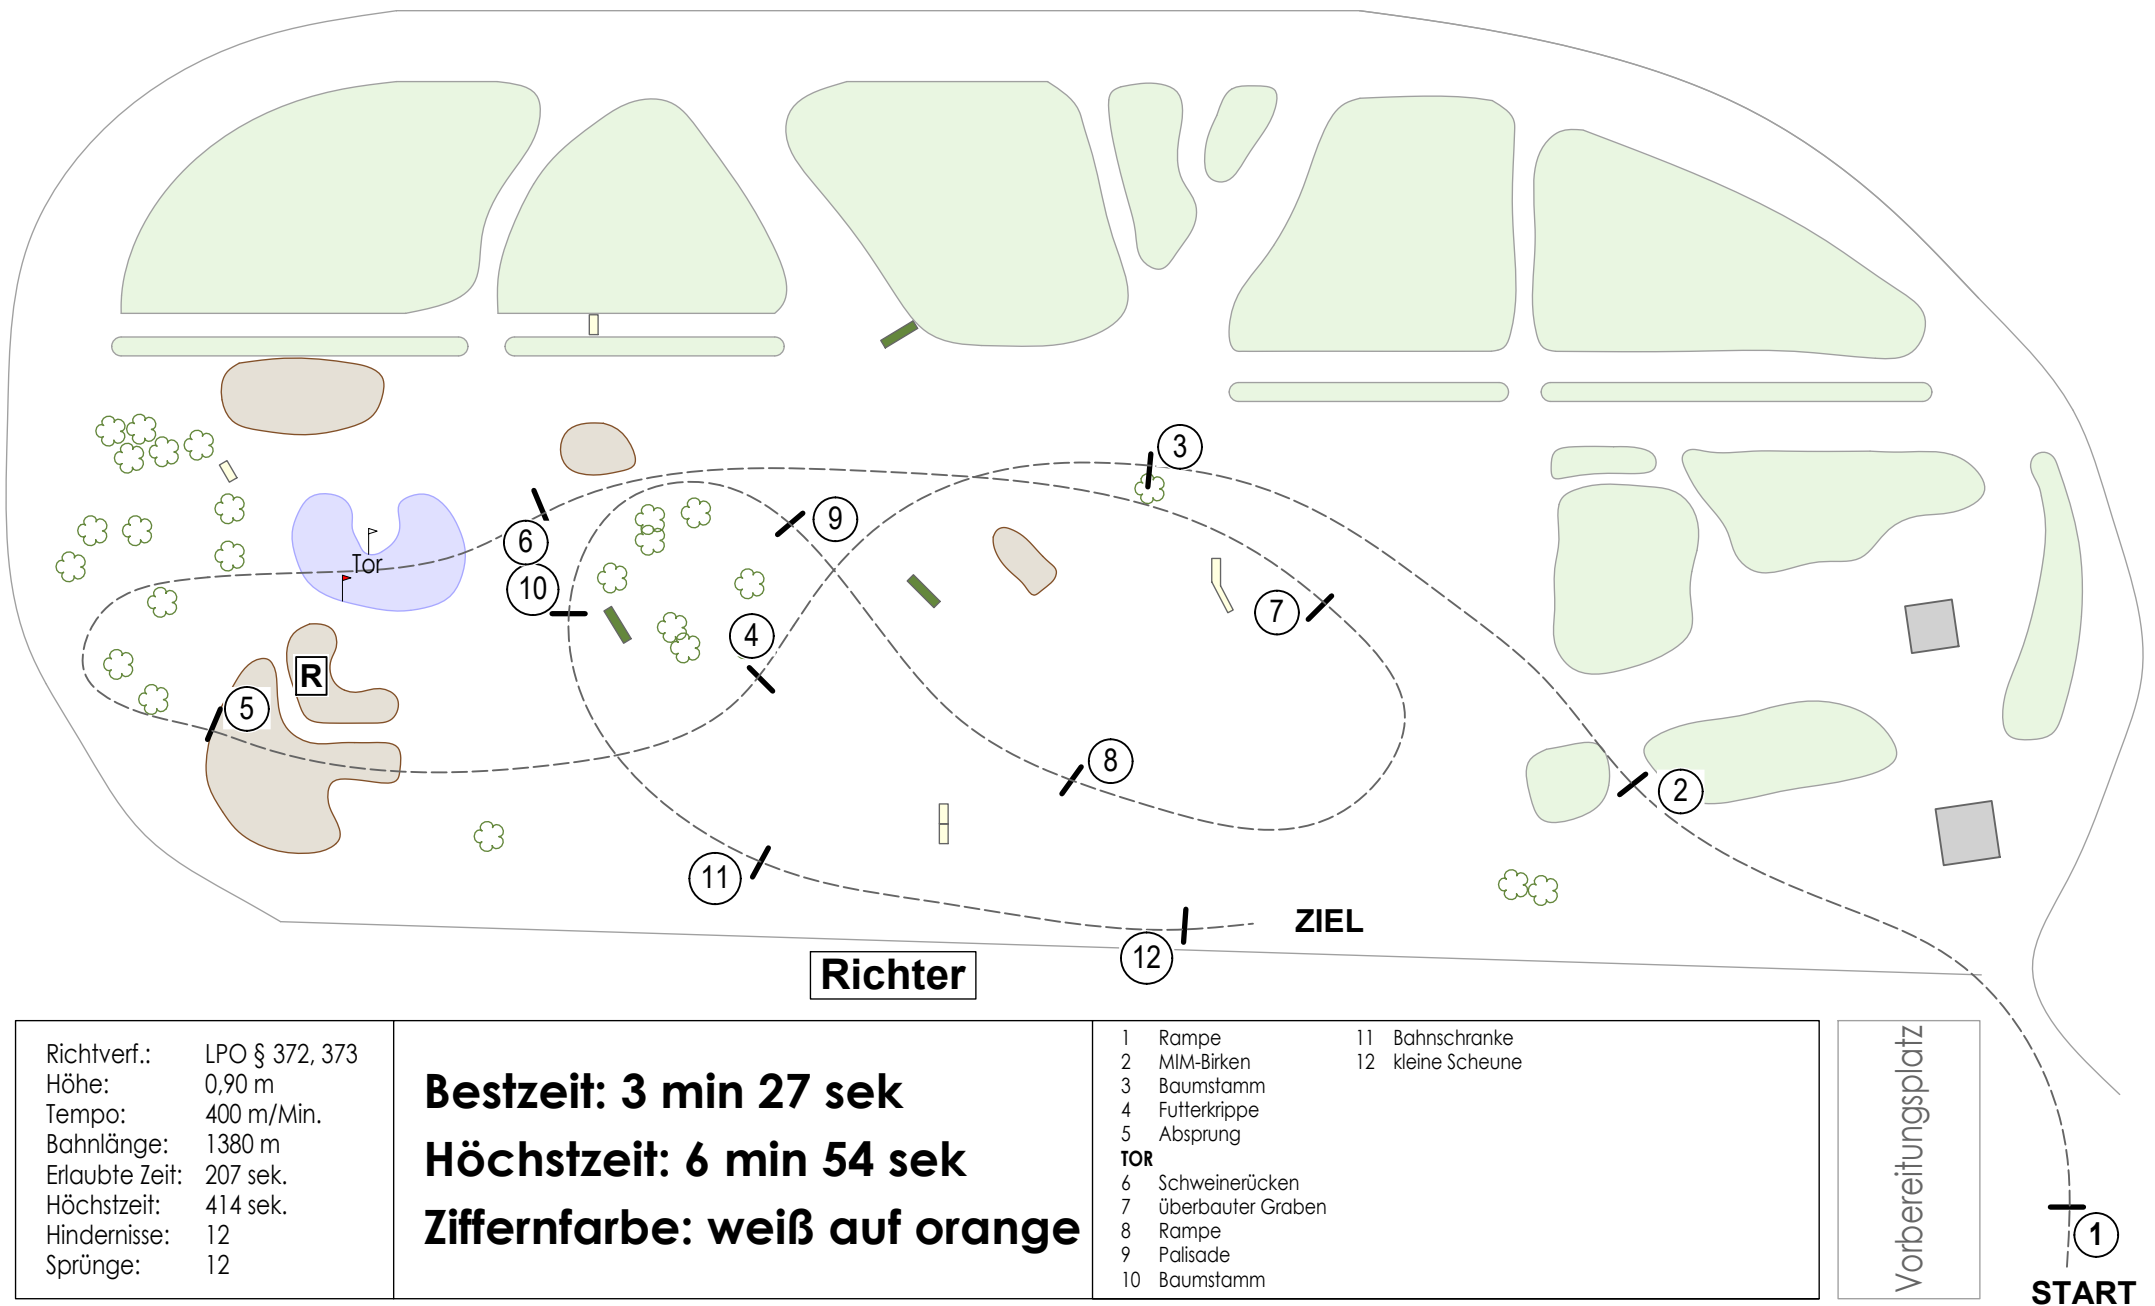 3
9
6
Tor
10
7
4
R
5
8
2
11
ZIEL
12
Richter
Richtverf.: LPO § 372, 373
Höhe: 0,90 m
Tempo: 400 m/Min.
Bahnlänge: 1380 m
Erlaubte Zeit: 207 sek.
Höchstzeit: 414 sek.
Hindernisse: 12
Sprünge: 12
Bestzeit: 3 min 27 sek
Höchstzeit: 6 min 54 sek
Ziffernfarbe: weiß auf orange
1 Rampe
2 MIM-Birken
3 Baumstamm
4 Futterkrippe
5 Absprung
TOR
6 Schweinerücken
7 überbauter Graben
8 Rampe
9 Palisade
10 Baumstamm
11 Bahnschranke
12 kleine Scheune
Vorbereitungsplatz
1
START